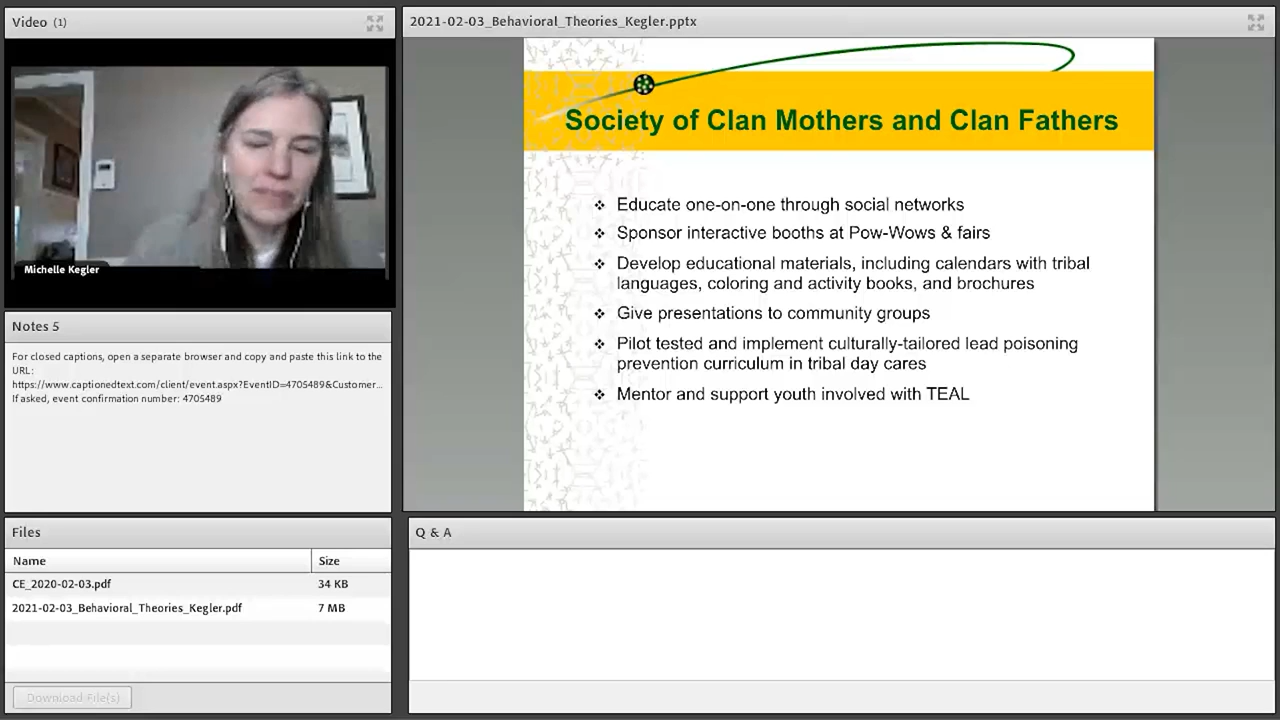 Video (1)
Michelle Kegler
Notes 5
For closed captions, open a separate browser and copy and paste this link to the
URL:
https://www.captionedtext.com/client/event.aspx?EventID=4705489&Customer...
If asked, event confirmation number: 4705489
Files
Name Size
CE_2020-02-03.pdf 34 KB
2021-02-03_Behavioral_Theories_Kegler.pdf 7 MB
Download File(s)
2021-02-03_Behavioral_Theories_Kegler.pptx
Society of Clan Mothers and Clan Fathers
❖ Educate one-on-one through social networks
❖ Sponsor interactive booths at Pow-Wows & fairs
❖ Develop educational materials, including calendars with tribal
languages, coloring and activity books, and brochures
❖ Give presentations to community groups
❖ Pilot tested and implement culturally-tailored lead poisoning
prevention curriculum in tribal day cares
❖ Mentor and support youth involved with TEAL
Q & A